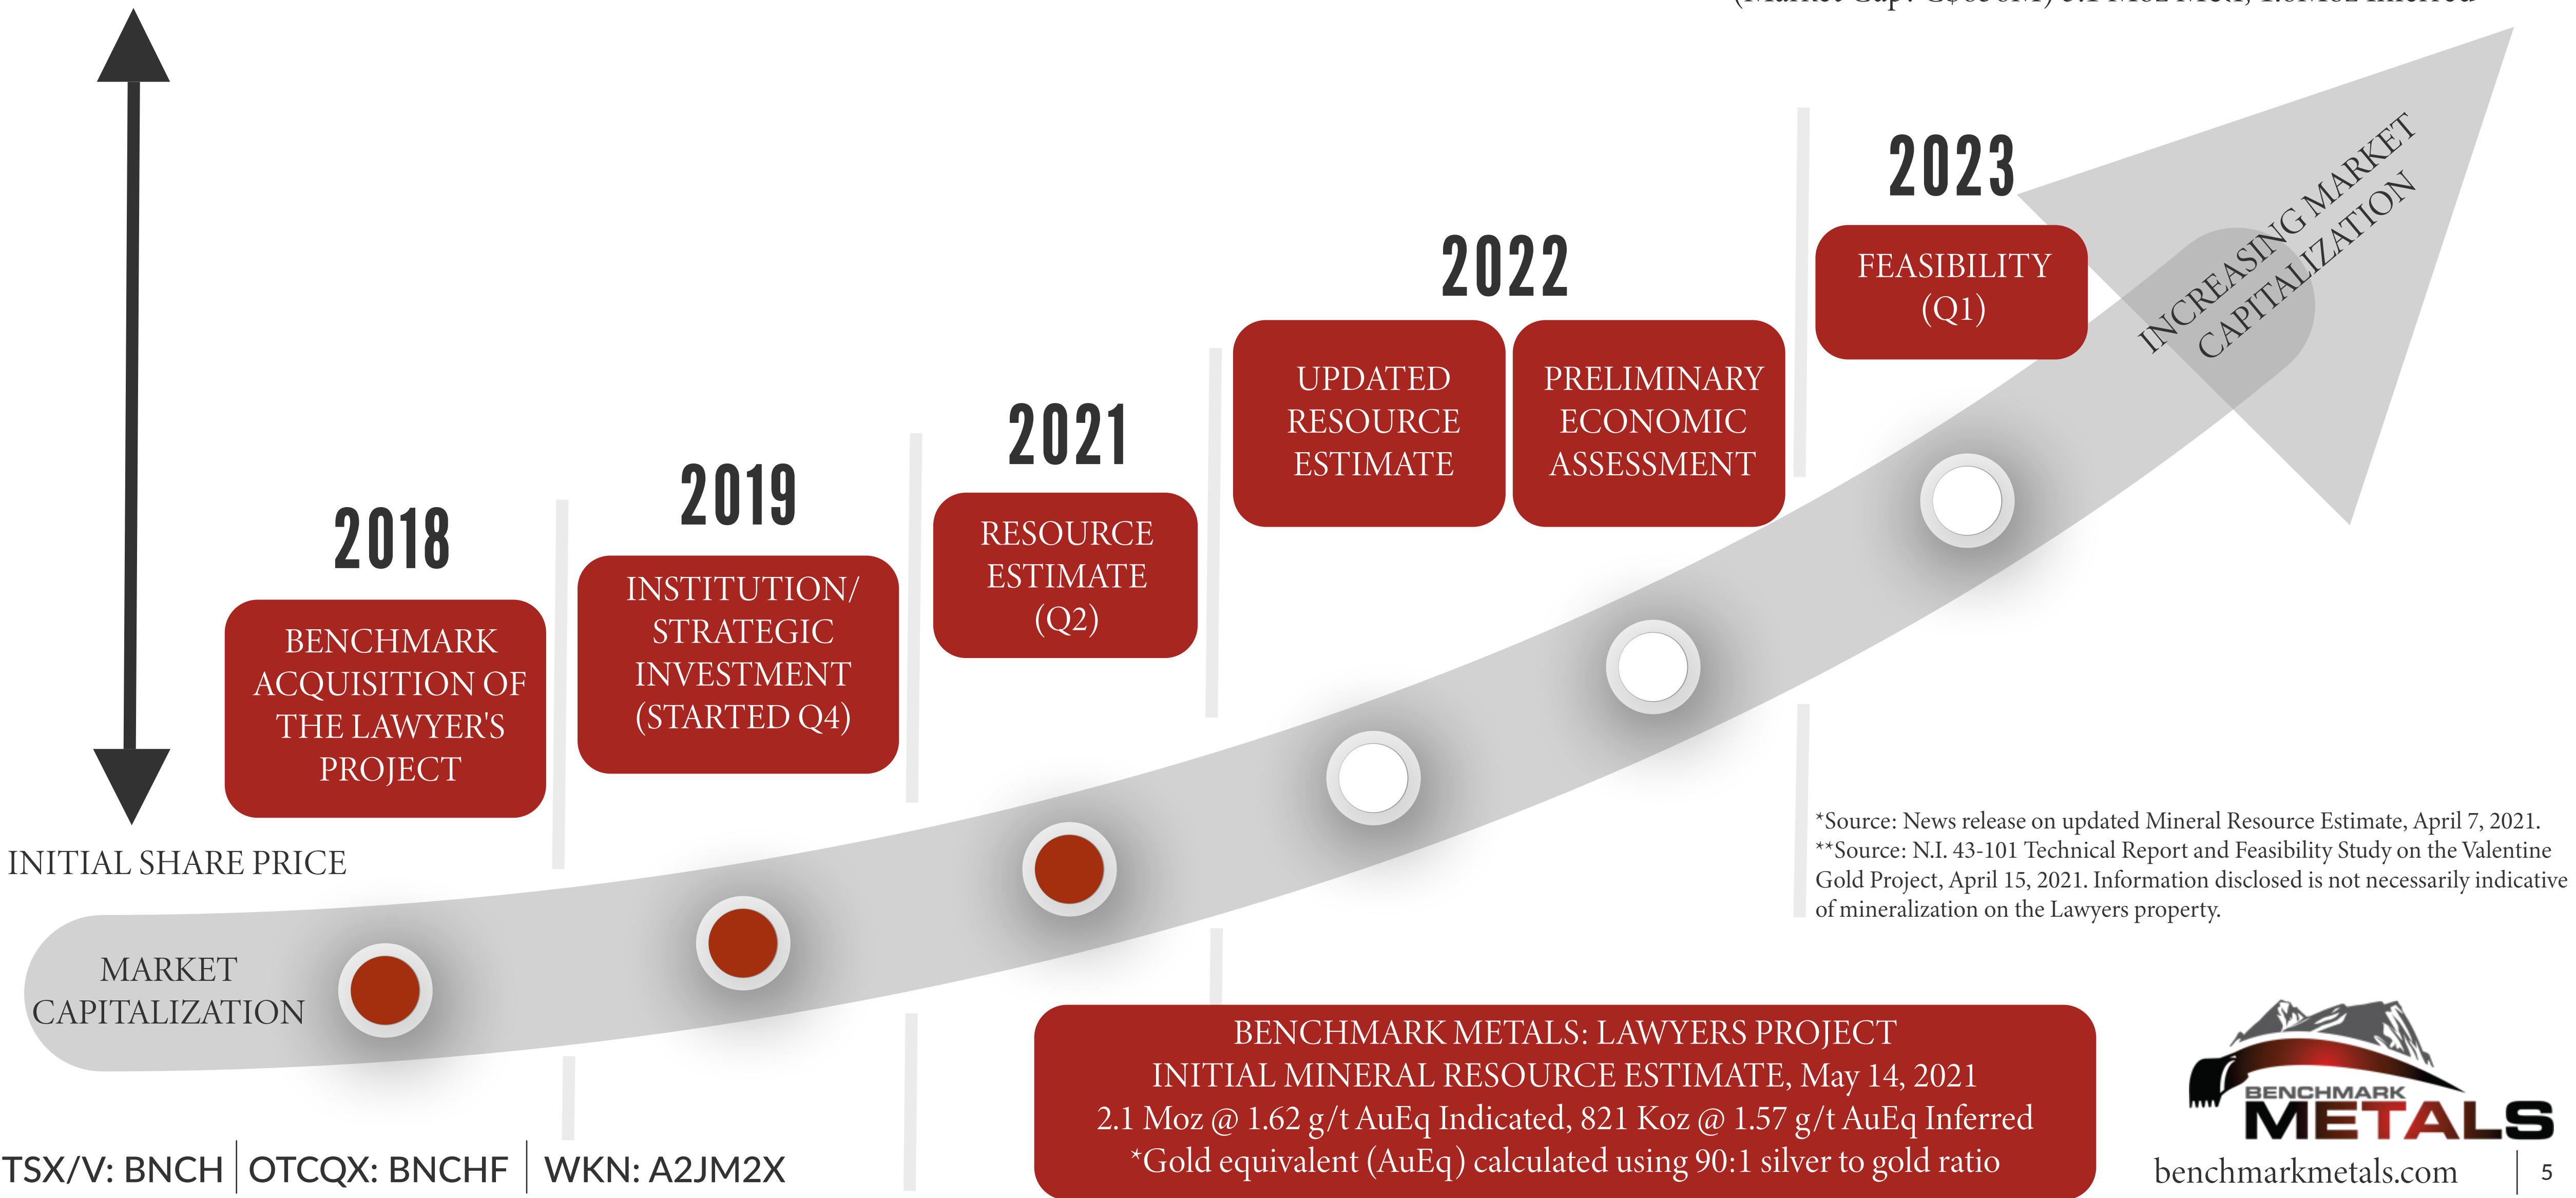 2018
BENCHMARK
ACQUISITION OF
THE LAWYER'S
PROJECT
2019
INSTITUTION/
STRATEGIC
INVESTMENT
(STARTED Q4)
2021
RESOURCE
ESTIMATE
(Q2)
2022
UPDATED
RESOURCE
ESTIMATE
PRELIMINARY
ECONOMIC
ASSESSMENT
2023
FEASIBILITY
(Q1)
INCREASING MARKET
CAPITALIZATION
INITIAL SHARE PRICE
MARKET
CAPITALIZATION
*Source: News release on updated Mineral Resource Estimate, April 7, 2021.
**Source: N.I. 43-101 Technical Report and Feasibility Study on the Valentine
Gold Project, April 15, 2021. Information disclosed is not necessarily indicative
of mineralization on the Lawyers property.
BENCHMARK METALS: LAWYERS PROJECT
INITIAL MINERAL RESOURCE ESTIMATE, May 14, 2021
2.1 Moz @ 1.62 g/t AuEq Indicated, 821 Koz @ 1.57 g/t AuEq Inferred
*Gold equivalent (AuEq) calculated using 90:1 silver to gold ratio
BENCHMARK
METALS
TSX/V: BNCH | OTCQX: BNCHF | WKN: A2JM2X
benchmarkmetals.com | 5